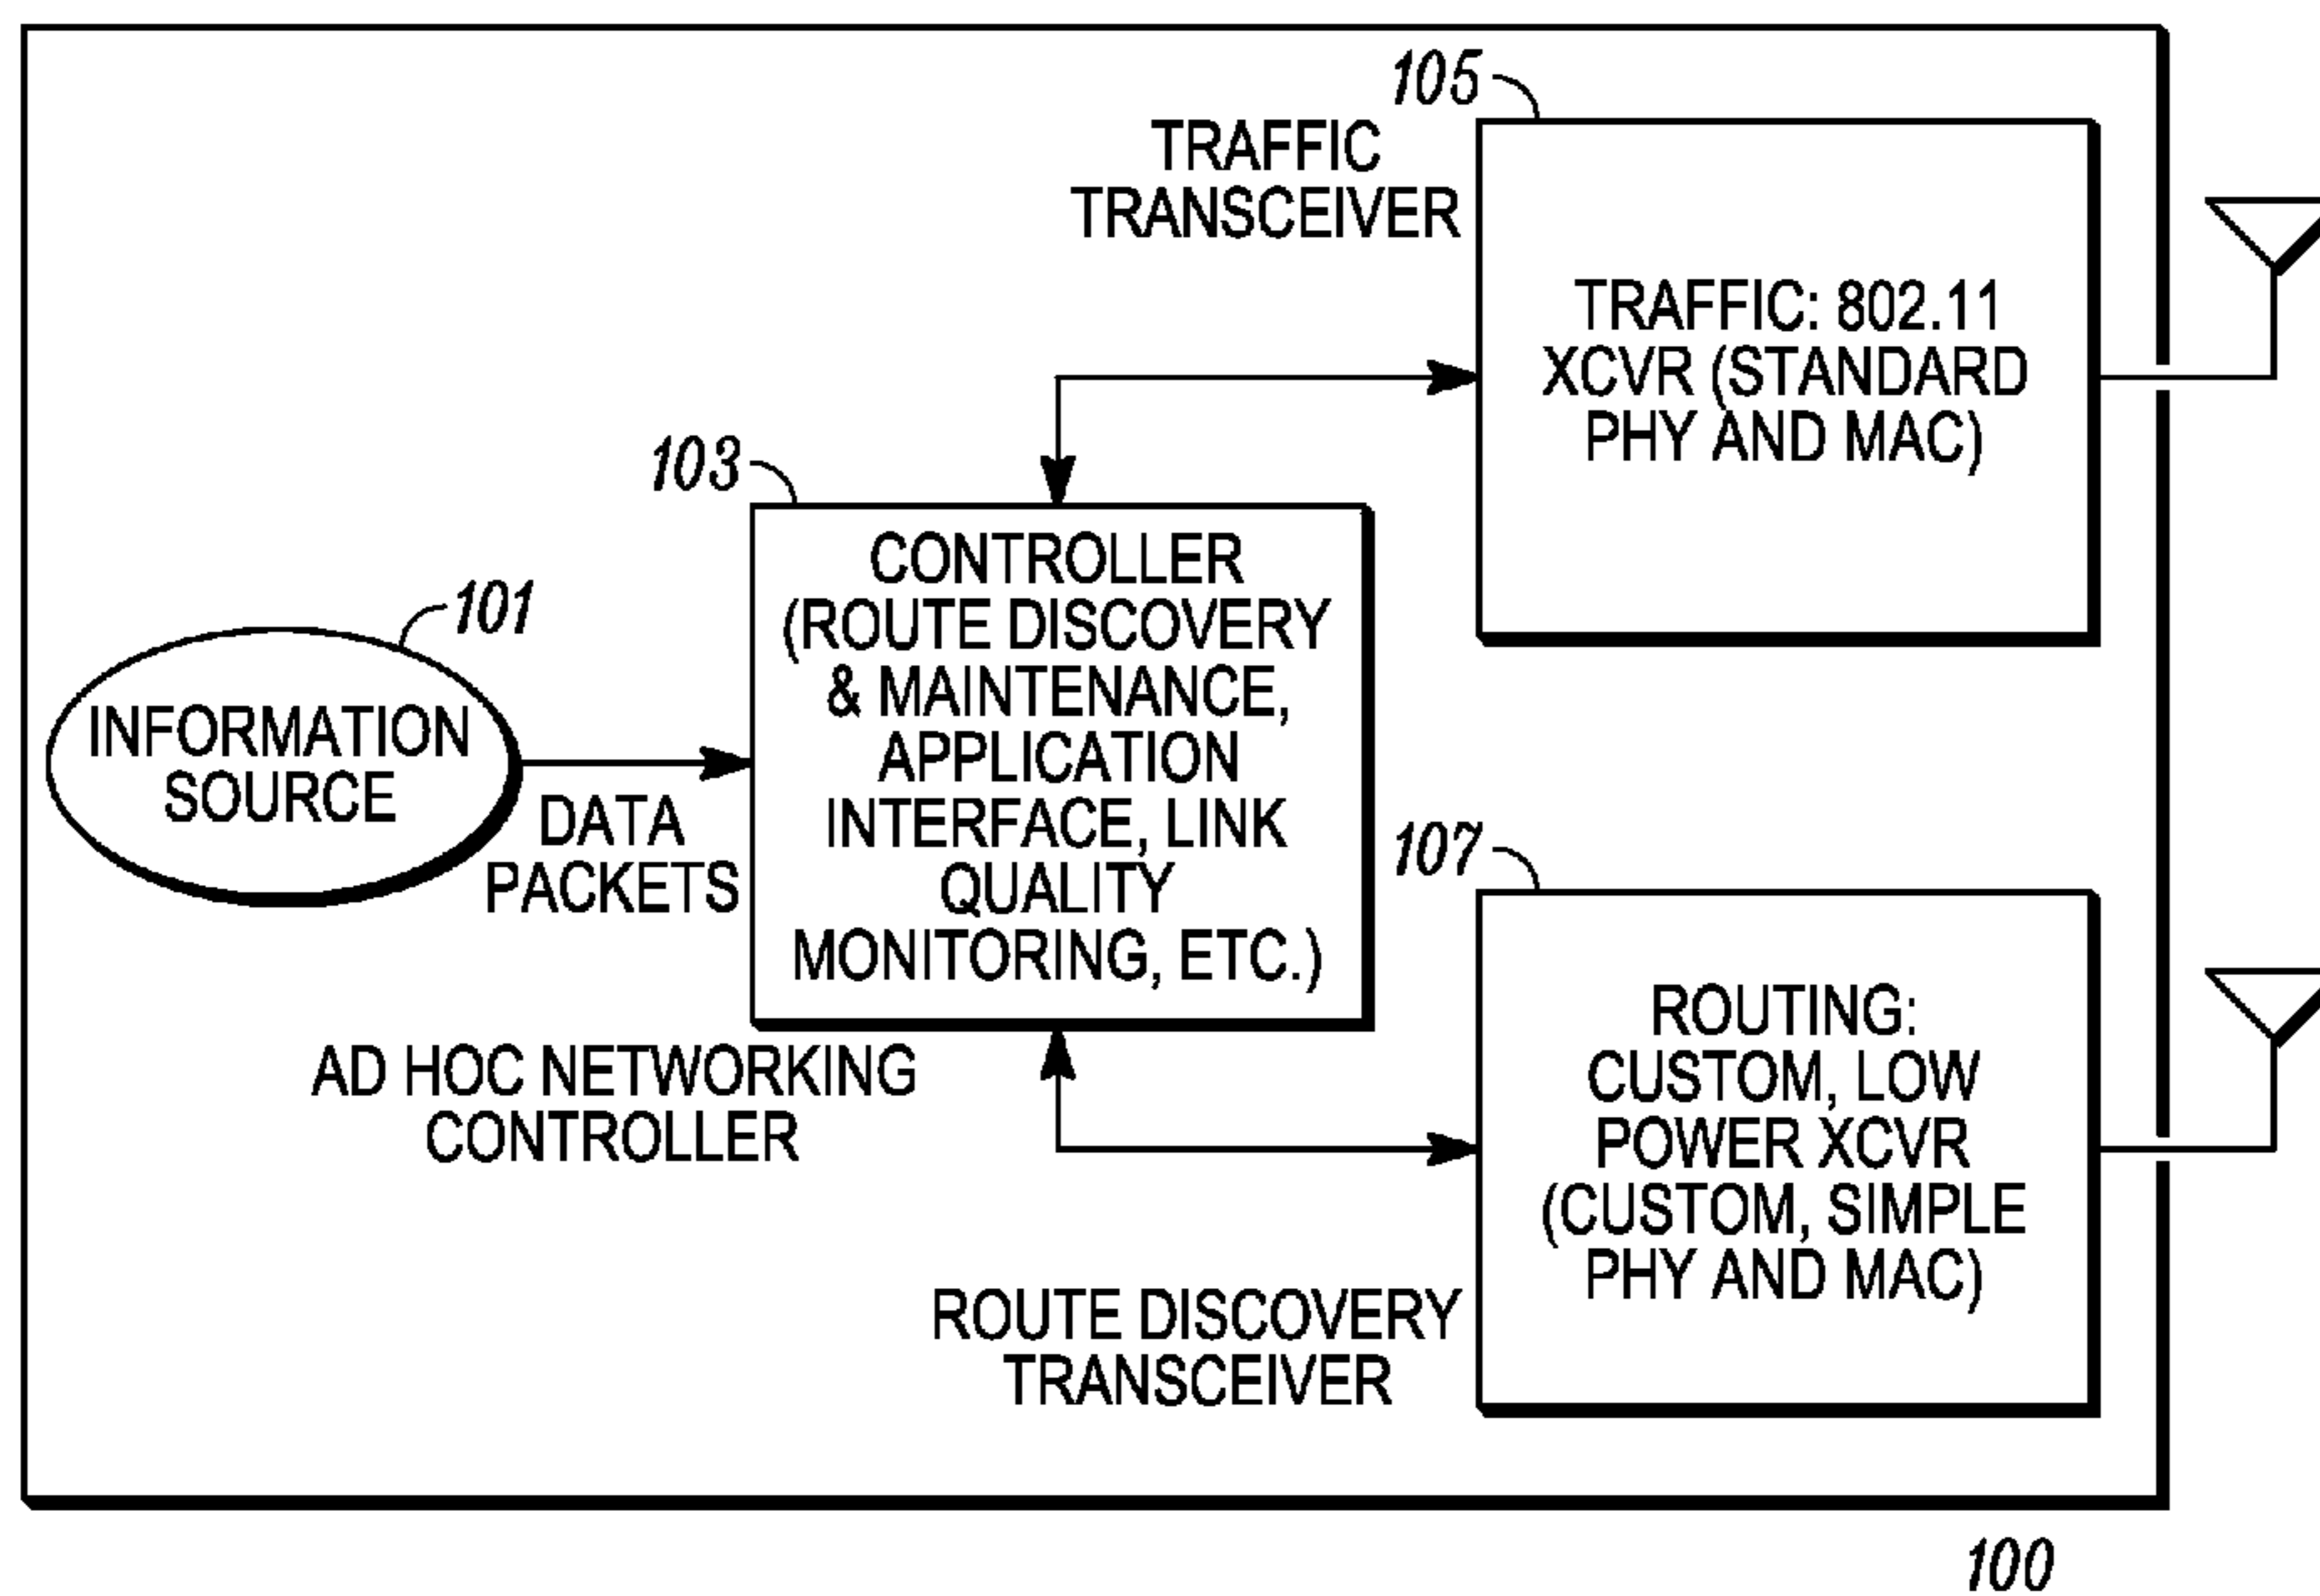 105
TRAFFIC
TRANSCEIVER
TRAFFIC: 802.11
XCVR (STANDARD
PHY AND MAC)
103
CONTROLLER
(ROUTE DISCOVERY
& MAINTENANCE,
APPLICATION
INTERFACE, LINK
QUALITY
MONITORING, ETC.)
101
INFORMATION
SOURCE
DATA
PACKETS
AD HOC NETWORKING
CONTROLLER
107
ROUTING:
CUSTOM, LOW
POWER XCVR
(CUSTOM, SIMPLE
PHY AND MAC)
ROUTE DISCOVERY
TRANSCEIVER
100